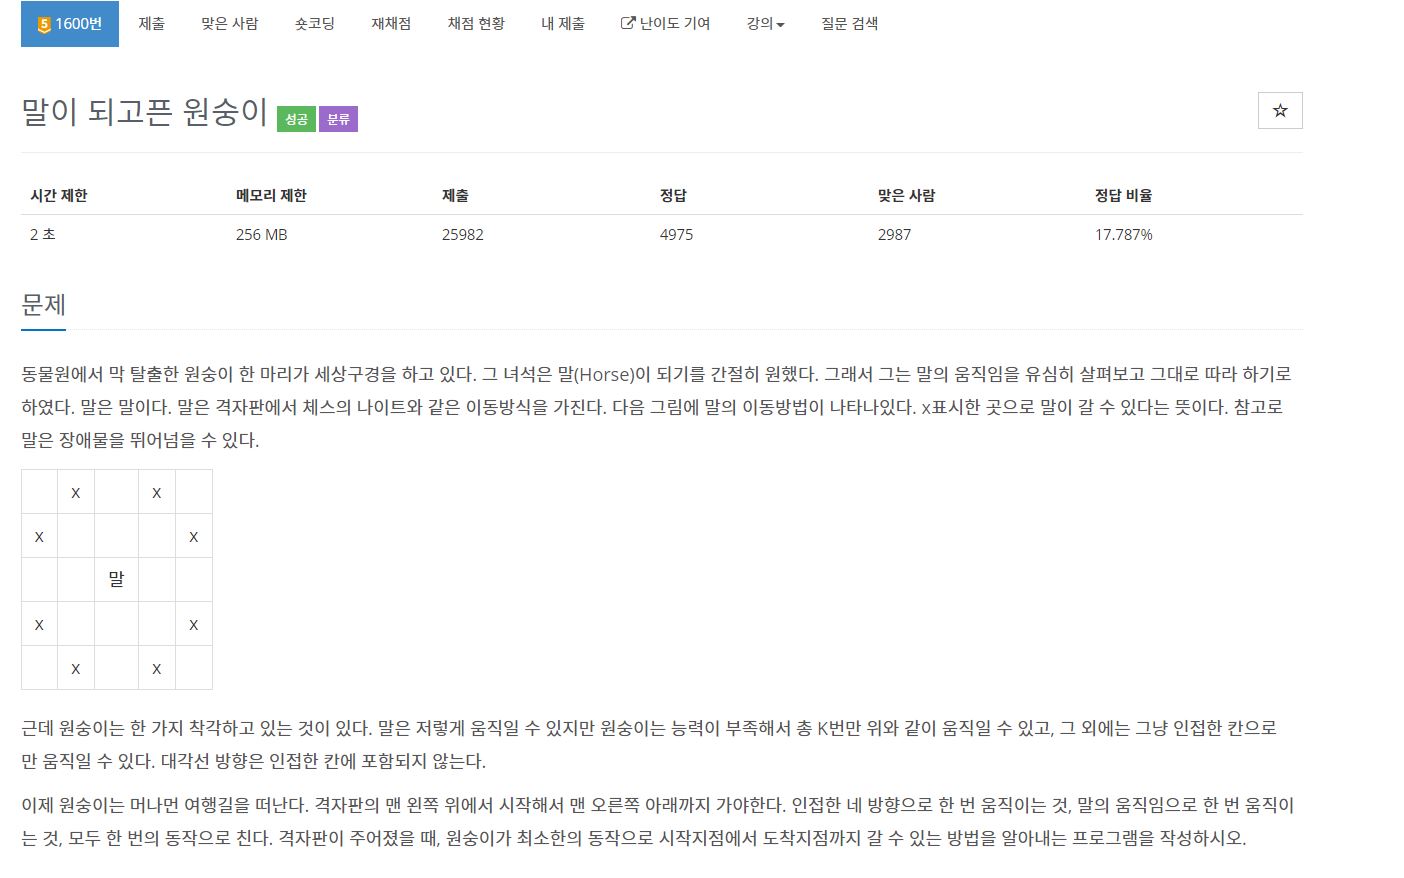 5 1600번 제출 맞은 사람 숏코딩 재채점 채점 현황 내 제출 난이도 기여 강의 질문 검색
말이 되고픈 원숭이 성공 분류
시간 제한 메모리 제한 제출 정답 맞은 사람 정답 비율
2 초 256 MB 25982 4975 2987 17.787%
문제
동물원에서 막 탈출한 원숭이 한 마리가 세상구경을 하고 있다. 그 녀석은 말(Horse)이 되기를 간절히 원했다. 그래서 그는 말의 움직임을 유심히 살펴보고 그대로 따라 하기로
하였다. 말은 말이다. 말은 격자판에서 체스의 나이트와 같은 이동방식을 가진다. 다음 그림에 말의 이동방법이 나타나있다. x표시한 곳으로 말이 갈 수 있다는 뜻이다. 참고로
말은 장애물을 뛰어넘을 수 있다.
x x
x x
말
x x
x x
근데 원숭이는 한 가지 착각하고 있는 것이 있다. 말은 저렇게 움직일 수 있지만 원숭이는 능력이 부족해서 총 K번만 위와 같이 움직일 수 있고, 그 외에는 그냥 인접한 칸으로
만 움직일 수 있다. 대각선 방향은 인접한 칸에 포함되지 않는다.
이제 원숭이는 머나먼 여행길을 떠난다. 격자판의 맨 왼쪽 위에서 시작해서 맨 오른쪽 아래까지 가야한다. 인접한 네 방향으로 한 번 움직이는 것, 말의 움직임으로 한 번 움직이
는 것, 모두 한 번의 동작으로 친다. 격자판이 주어졌을 때, 원숭이가 최소한의 동작으로 시작지점에서 도착지점까지 갈 수 있는 방법을 알아내는 프로그램을 작성하시오.